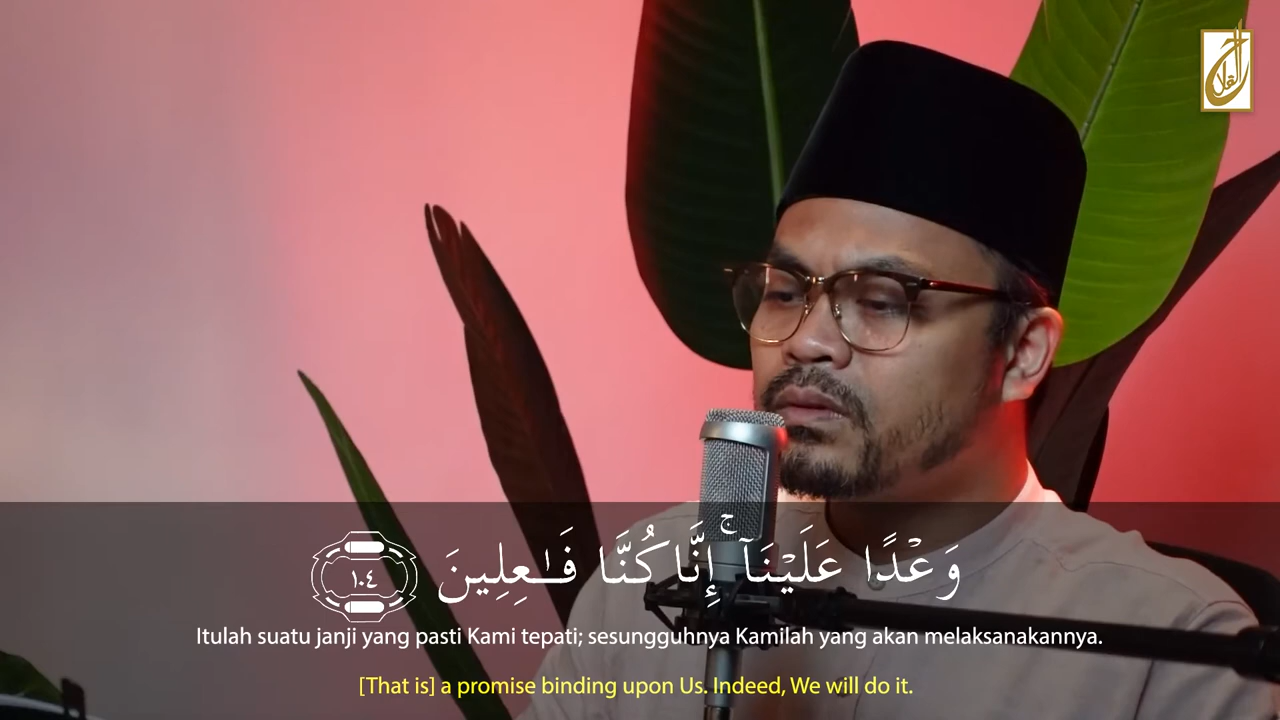 الفلاح
وَعْدًا عَلَيْنَآ ۚ إِنَّا كُنَّا فَـٰعِلِينَ ١٠٤
Itulah suatu janji yang pasti Kami tepati; sesungguhnya Kamilah yang akan melaksanakannya.
[That is] a promise binding upon Us. Indeed, We will do it.